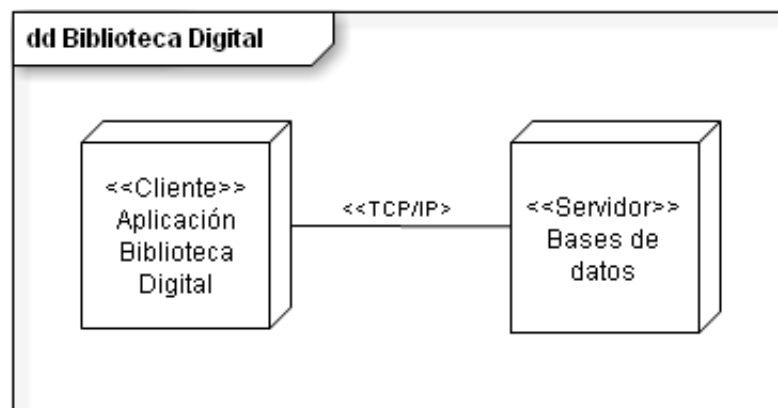 dd Biblioteca Digital
<<Cliente>>
Aplicación
Biblioteca
Digital
<<TCP/IP>
<<Servidor>>
Bases de
datos